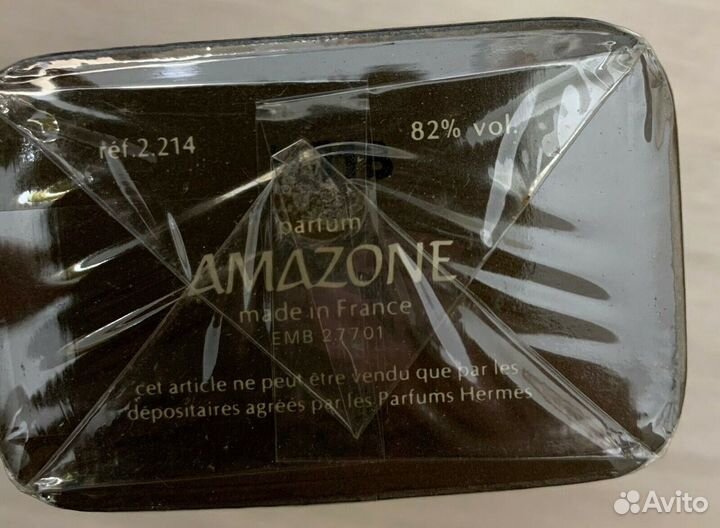 réf.2.214
82% vol.
parfum
AMAZONE
made in France
EMB 27701
cet article ne peut être vendu que par les
dépositaires agréés par les Parfums Hermès
Avito